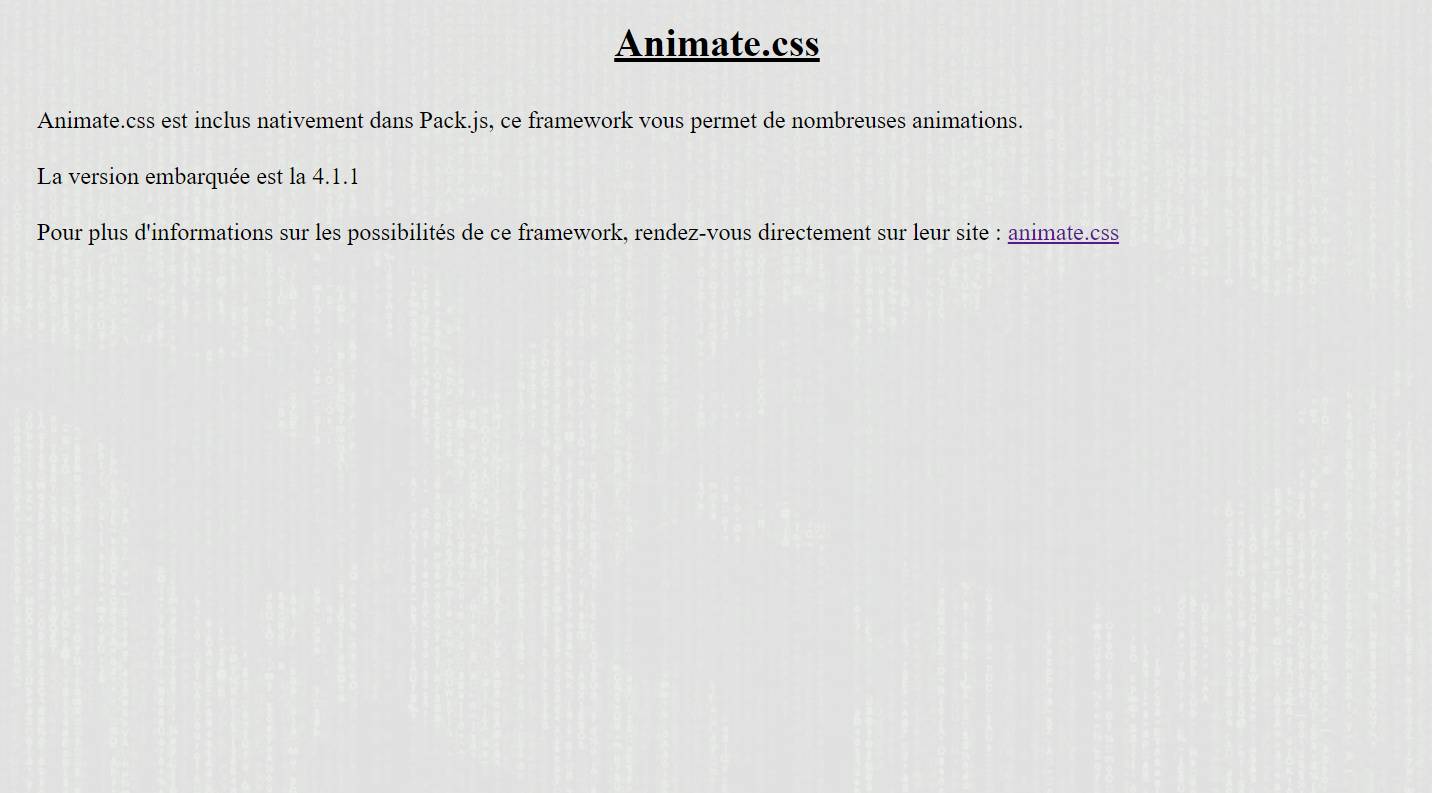 Animate.css
Animate.css est inclus nativement dans Pack.js, ce framework vous permet de nombreuses animations.
La version embarquée est la 4.1.1
Pour plus d'informations sur les possibilités de ce framework, rendez-vous directement sur leur site : animate.css